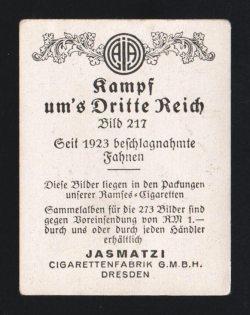 AJA
Kampf
um's Dritte Reich
Bild 217
Seit 1923 beschlagnahmte
Fahnen
Diese Bilder liegen in den Packungen
unserer Ramses-Cigaretten
Sammelalben für die 273 Bilder sind
gegen Voreinsendung von RM 1.—
durch uns oder durch jeden Händler
erhältlich
JASMATZI
CIGARETTENFABRIK G.M.B.H.
DRESDEN